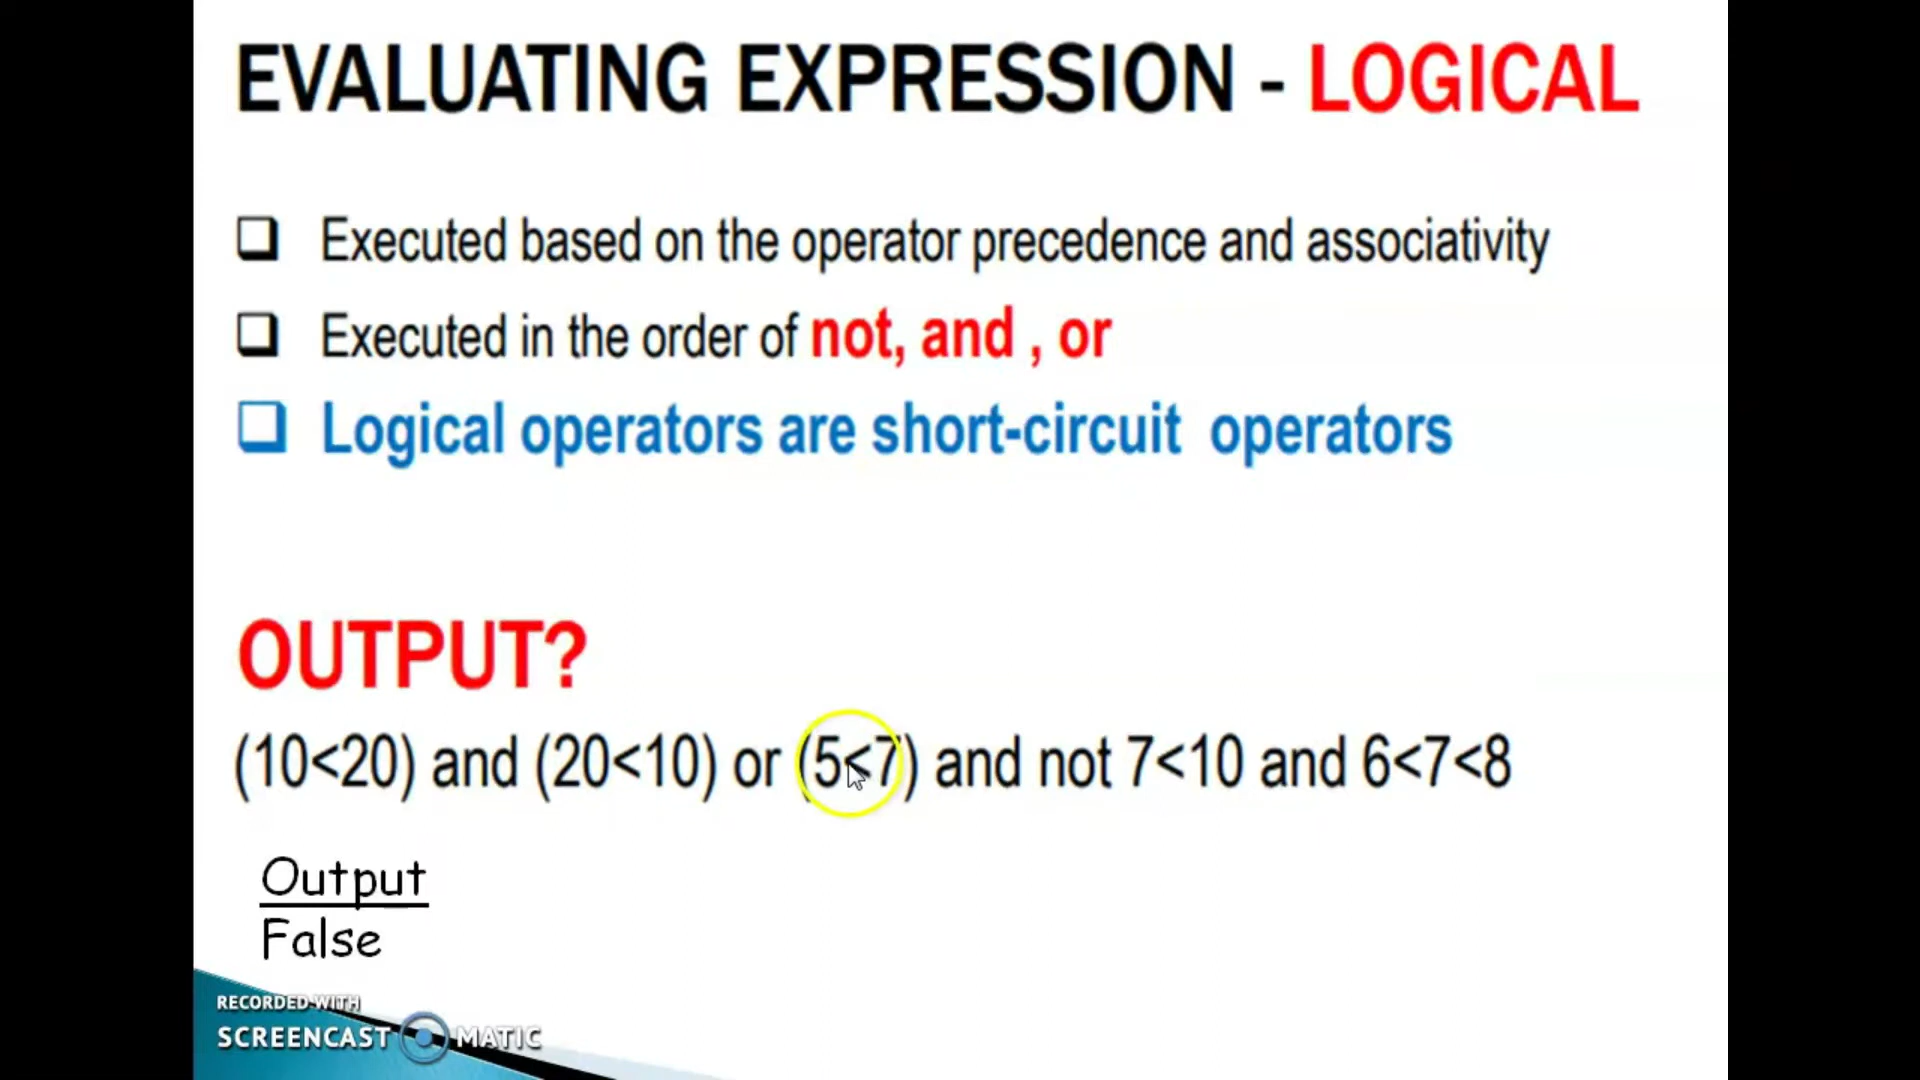 EVALUATING EXPRESSION - LOGICAL
Executed based on the operator precedence and associativity
Executed in the order of not, and , or
Logical operators are short-circuit operators
OUTPUT?
(10<20) and (20<10) or (5<7) and not 7<10 and 6<7<8
Output
False
RECORDED WITH
SCREENCAST MATIC